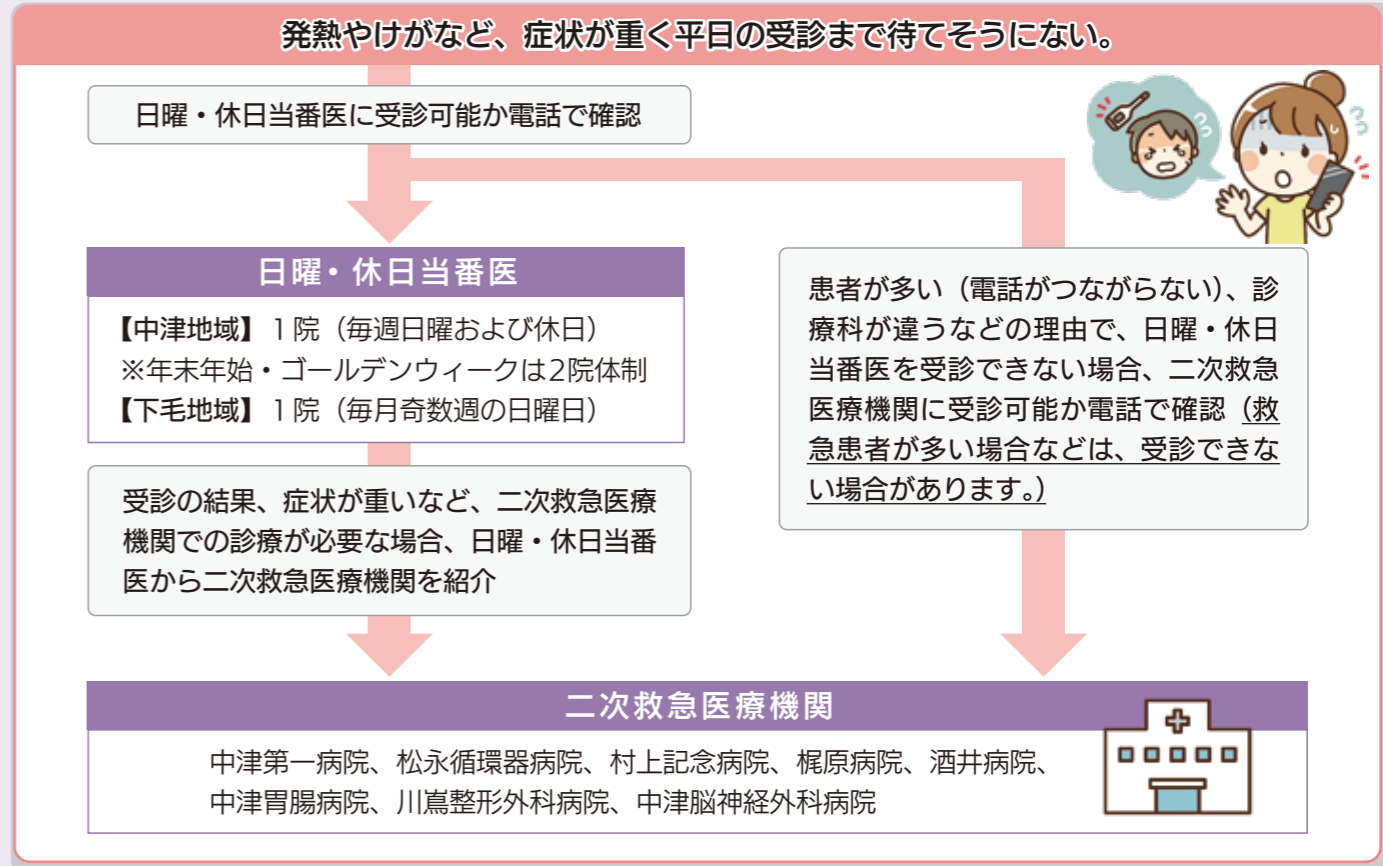 発熱やけがなど、症状が重く平日の受診まで待てそうにない。
日曜・休日当番医に受診可能か電話で確認
日曜・休日当番医
【中津地域】１院（毎週日曜および休日）
※年末年始・ゴールデンウィークは2院体制
【下毛地域】１院（毎月奇数週の日曜日）
受診の結果、症状が重いなど、二次救急医療
機関での診療が必要な場合、日曜・休日当番
医から二次救急医療機関を紹介
患者が多い（電話がつながらない）、診
療科が違うなどの理由で、日曜・休日
当番医を受診できない場合、二次救急
医療機関に受診可能か電話で確認（救
急患者が多い場合などは、受診できな
い場合があります。）
二次救急医療機関
中津第一病院、松永循環器病院、村上記念病院、梶原病院、酒井病院、
中津胃腸病院、川嶌整形外科病院、中津脳神経外科病院